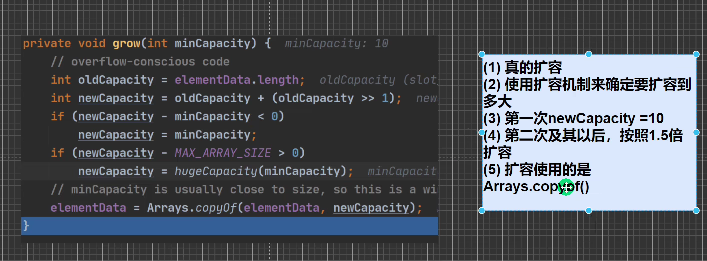 private void grow(int minCapacity) {  minCapacity: 10
// overflow-conscious code
int oldCapacity = elementData.length;  oldCapacity (slot
int newCapacity = oldCapacity + (oldCapacity >> 1);
if (newCapacity - minCapacity < 0)
newCapacity = minCapacity;
if (newCapacity - MAX_ARRAY_SIZE > 0)
newCapacity = hugeCapacity(minCapacity);
// minCapacity is usually close to size, so this is a
elementData = Arrays.copyOf(elementData, newCapacity);
}
(1) 真的扩容
(2) 使用扩容机制来确定要扩容到
多大
(3) 第一次newCapacity =10
(4) 第二次及其以后，按照1.5倍
扩容
(5) 扩容使用的是
Arrays.copyof()